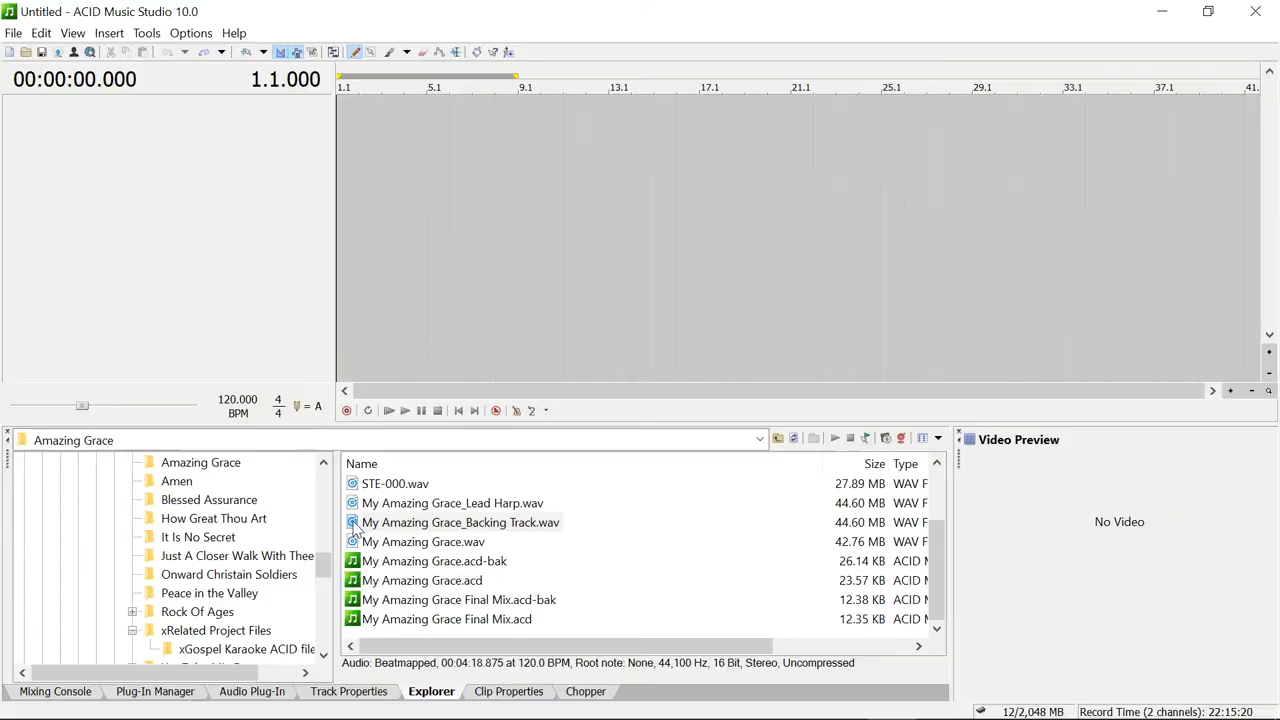 Untitled - ACID Music Studio 10.0
File Edit View Insert Tools Options Help
00:00:00.000 1.1.000
1.1 5.1 9.1 13.1 17.1 21.1 25.1 29.1 33.1 37.1 41.
120.000 4
BPM 4 = A
Amazing Grace
Video Preview
Amazing Grace
Amen
Blessed Assurance
How Great Thou Art
It Is No Secret
Just A Closer Walk With Thee
Onward Christain Soldiers
Peace in the Valley
Rock Of Ages
xRelated Project Files
xGospel Karaoke ACID file
Name Size Type
STE-000.wav 27.89 MB WAV F
My Amazing Grace_Lead Harp.wav 44.60 MB WAV F
My Amazing Grace_Backing Track.wav 44.60 MB WAV F
My Amazing Grace.wav 42.76 MB WAV F
My Amazing Grace.acd-bak 26.14 KB ACID
My Amazing Grace.acd 23.57 KB ACID
My Amazing Grace Final Mix.acd-bak 12.38 KB ACID
My Amazing Grace Final Mix.acd 12.35 KB ACID
No Video
Audio: Beatmapped, 00:04:18.875 at 120.0 BPM, Root note: None, 44,100 Hz, 16 Bit, Stereo, Uncompressed
Mixing Console Plug-In Manager Audio Plug-In Track Properties Explorer Clip Properties Chopper
12/2,048 MB Record Time (2 channels): 22:15:20